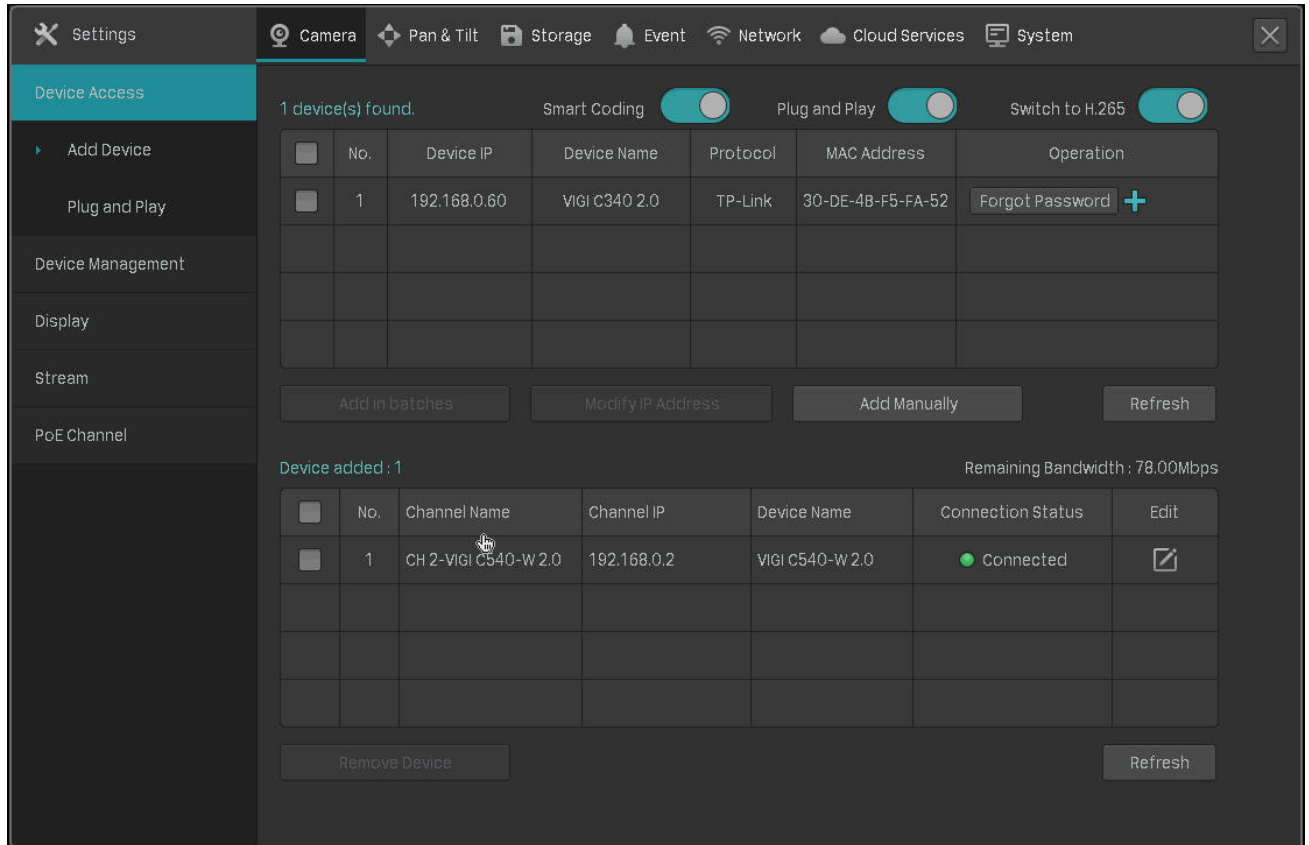 Settings
Camera Pan & Tilt Storage Event Network Cloud Services System
Device Access
Add Device
Plug and Play
Device Management
Display
Stream
PoE Channel
1 device(s) found. Smart Coding Plug and Play Switch to H.265
No. Device IP Device Name Protocol MAC Address Operation
1 192.168.0.60 VIGI C340 2.0 TP-Link 30-DE-4B-F5-FA-52 Forgot Password
Add in batches Modify IP Address Add Manually Refresh
Device added : 1 Remaining Bandwidth : 78.00Mbps
No. Channel Name Channel IP Device Name Connection Status Edit
1 CH 2-VIGI C540-W 2.0 192.168.0.2 VIGI C540-W 2.0 Connected
Remove Device Refresh